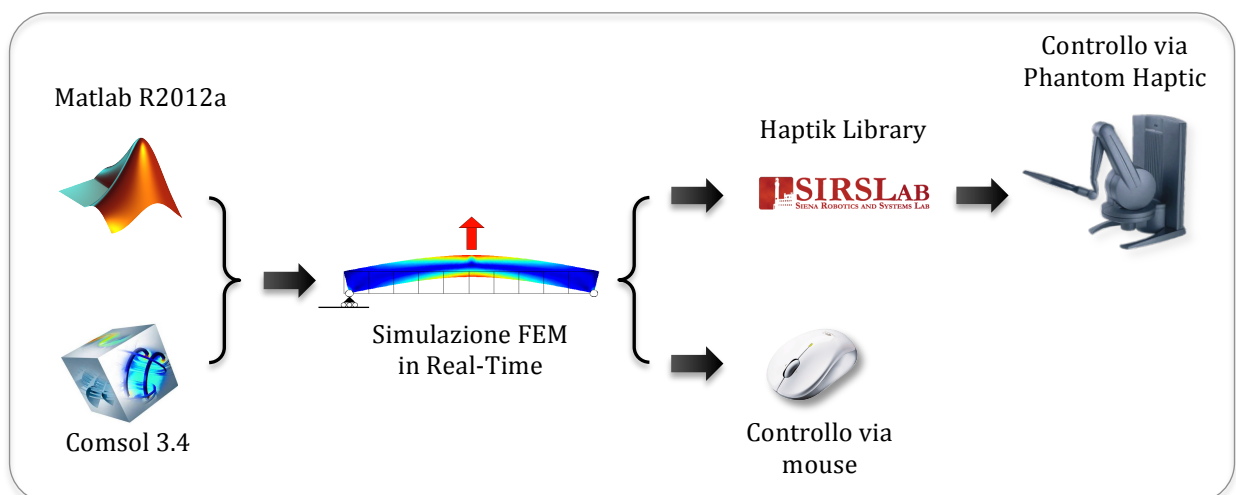 Matlab R2012a
Comsol 3.4
Simulazione FEM
in Real-Time
Haptik Library
SIRSLAB
SIENA ROBOTICS AND SYSTEMS LAB
Controllo via
Phantom Haptic
Controllo via
mouse